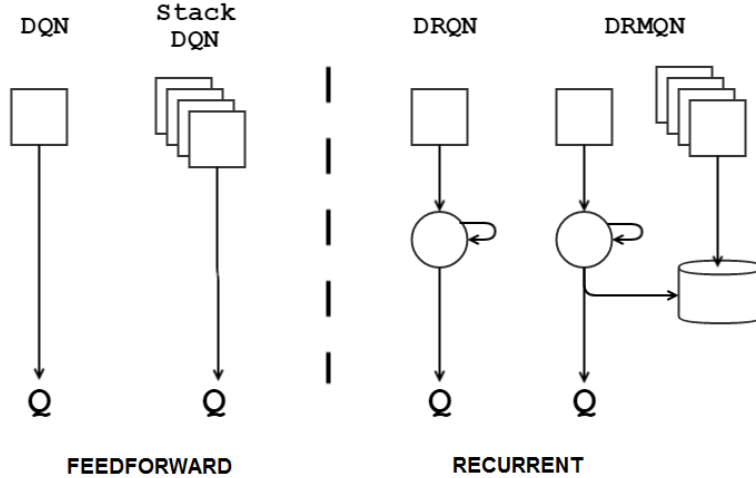 DQN
Stack
DQN
DRQN
DRMQN
Q
Q
Q
Q
FEEDFORWARD
RECURRENT